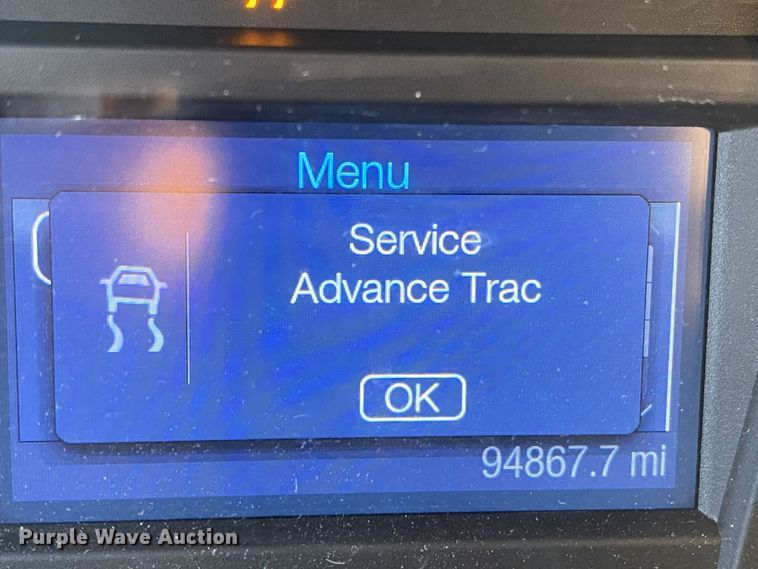 Menu
Service
Advance Trac
OK
94867.7 mi
Purple Wave Auction